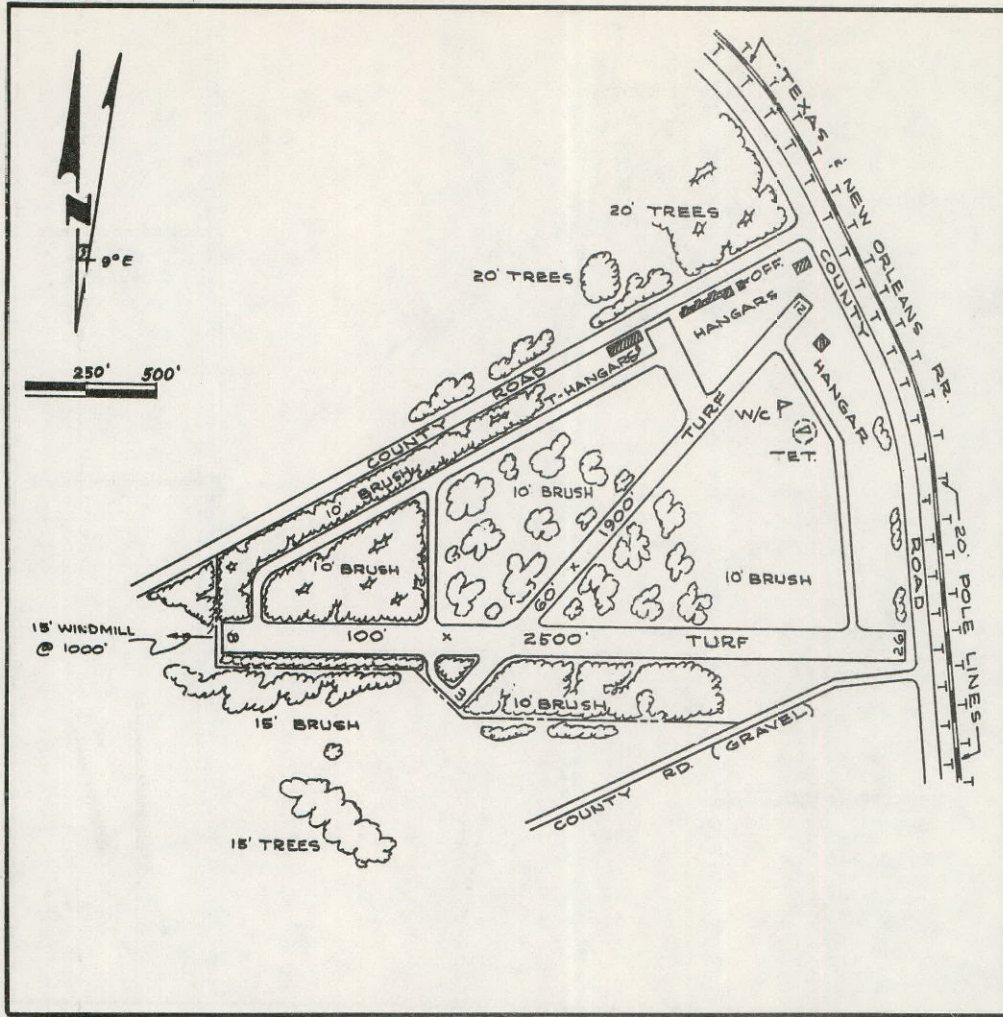 TEXAS & NEW ORLEANS RR.
N
9° E
250' 500'
20' TREES
20' TREES
COUNTY
ROAD
OFF.
HANGARS
T-HANGARS
COUNTY
ROAD
HANGAR
W/C
TET.
TURF
1900'
60'
10' BRUSH
10' BRUSH
10' BRUSH
10' BRUSH
15' WINDMILL
@ 1000'
8
100'
2500'
TURF
26
3
10' BRUSH
15' BRUSH
15' TREES
COUNTY RD. (GRAVEL)
20' POLE LINES
T T T T T T T T T T T T T T T T T T T T T T T T T T T